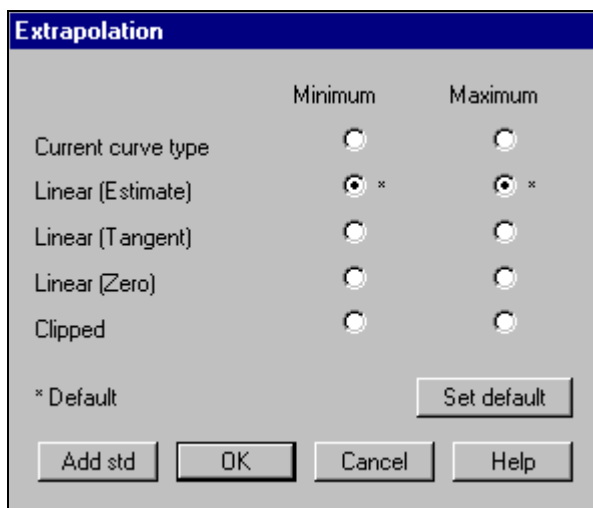 Extrapolation
Minimum Maximum
Current curve type
Linear (Estimate) * *
Linear (Tangent)
Linear (Zero)
Clipped
* Default Set default
Add std OK Cancel Help